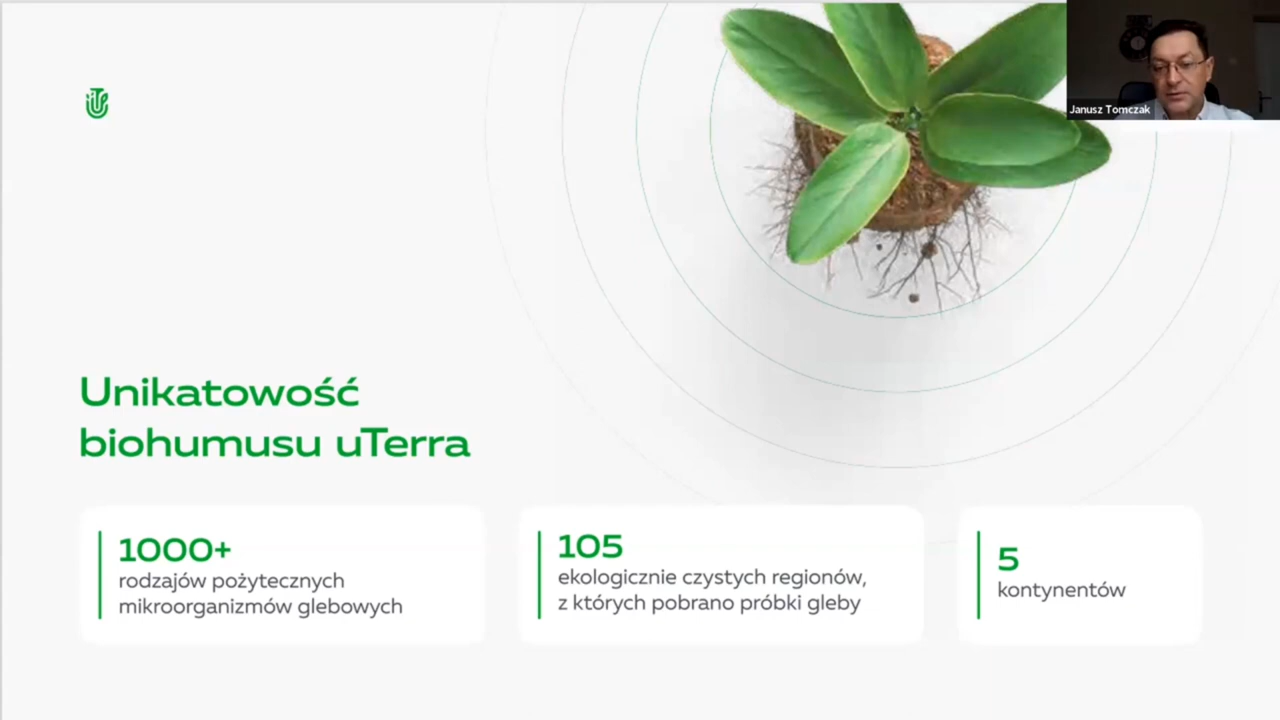 Janusz Tomczak
Unikatowość
biohumusu uTerra
1000+
rodzajów pożytecznych
mikroorganizmów glebowych
105
ekologicznie czystych regionów,
z których pobrano próbki gleby
5
kontynentów